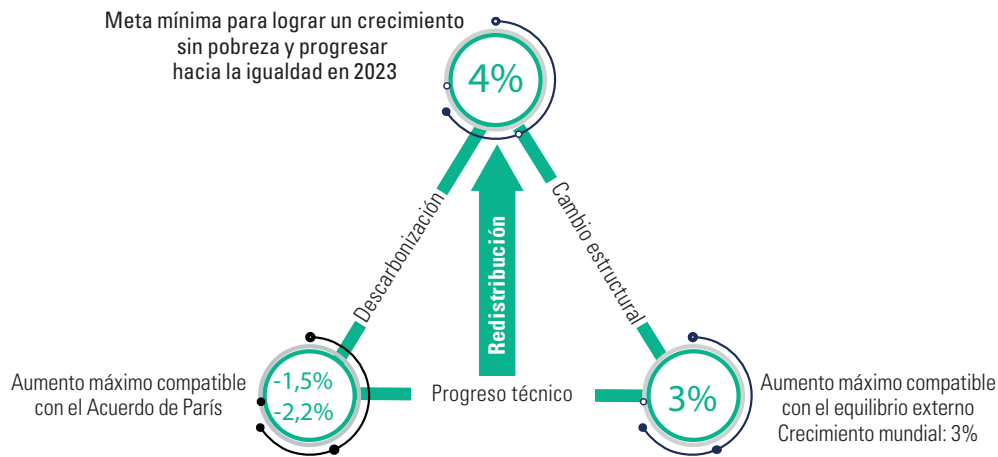 Meta mínima para lograr un crecimiento
sin pobreza y progresar
hacia la igualdad en 2023
4%
Descarbonización
Redistribución
Cambio estructural
Aumento máximo compatible
con el Acuerdo de París
-1,5%
-2,2%
Progreso técnico
3%
Aumento máximo compatible
con el equilibrio externo
Crecimiento mundial: 3%